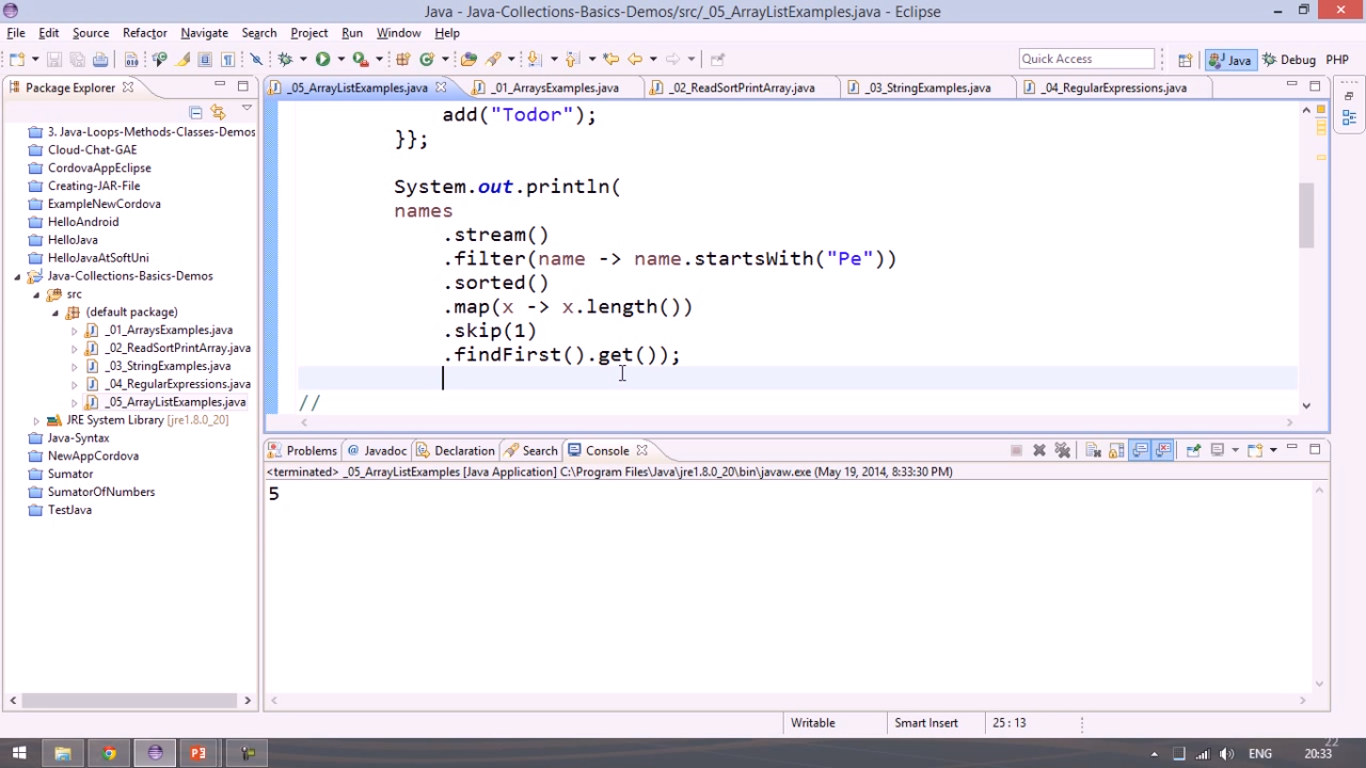 Java - Java-Collections-Basics-Demos/src/_05_ArrayListExamples.java - Eclipse
File Edit Source Refactor Navigate Search Project Run Window Help
Quick Access Java Debug PHP
Package Explorer
_05_ArrayListExamples.java _01_ArraysExamples.java _02_ReadSortPrintArray.java _03_StringExamples.java _04_RegularExpressions.java
3. Java-Loops-Methods-Classes-Demos
Cloud-Chat-GAE
CordovaAppEclipse
Creating-JAR-File
ExampleNewCordova
HelloAndroid
HelloJava
HelloJavaAtSoftUni
Java-Collections-Basics-Demos
src
(default package)
_01_ArraysExamples.java
_02_ReadSortPrintArray.java
_03_StringExamples.java
_04_RegularExpressions.java
_05_ArrayListExamples.java
JRE System Library [jre1.8.0_20]
Java-Syntax
NewAppCordova
Sumator
SumatorOfNumbers
TestJava
add("Todor");
}};
System.out.println(
names
.stream()
.filter(name -> name.startsWith("Pe"))
.sorted()
.map(x -> x.length())
.skip(1)
.findFirst().get());
//
Problems Javadoc Declaration Search Console
<terminated> _05_ArrayListExamples [Java Application] C:\Program Files\Java\jre1.8.0_20\bin\javaw.exe (May 19, 2014, 8:33:30 PM)
5
Writable Smart Insert 25 : 13
22
ENG 20:33